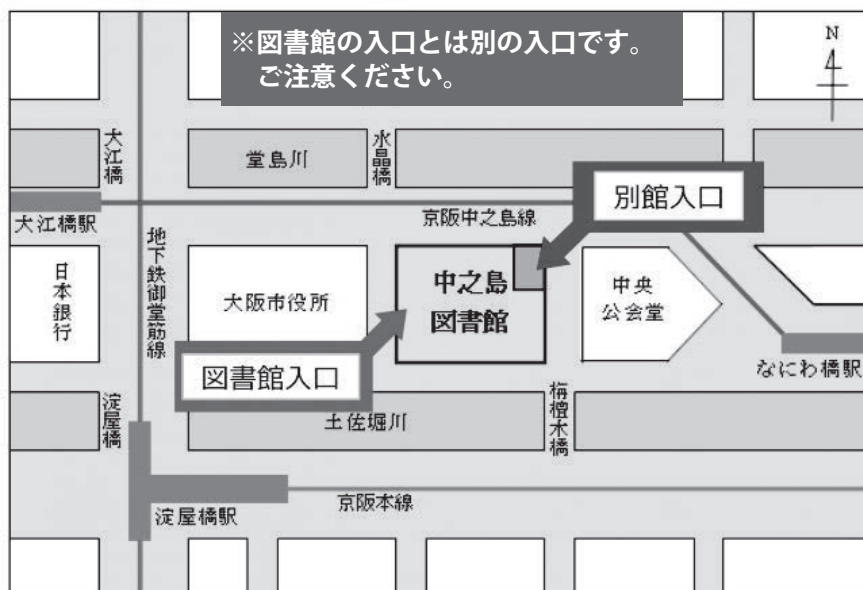 ※図書館の入口とは別の入口です。
ご注意ください。
N
大江橋
堂島川
水晶橋
別館入口
大江橋駅
京阪中之島線
地下鉄御堂筋線
日本銀行
大阪市役所
中之島
図書館
中央
公会堂
図書館入口
なにわ橋駅
淀屋橋
土佐堀川
栴檀木橋
淀屋橋駅
京阪本線